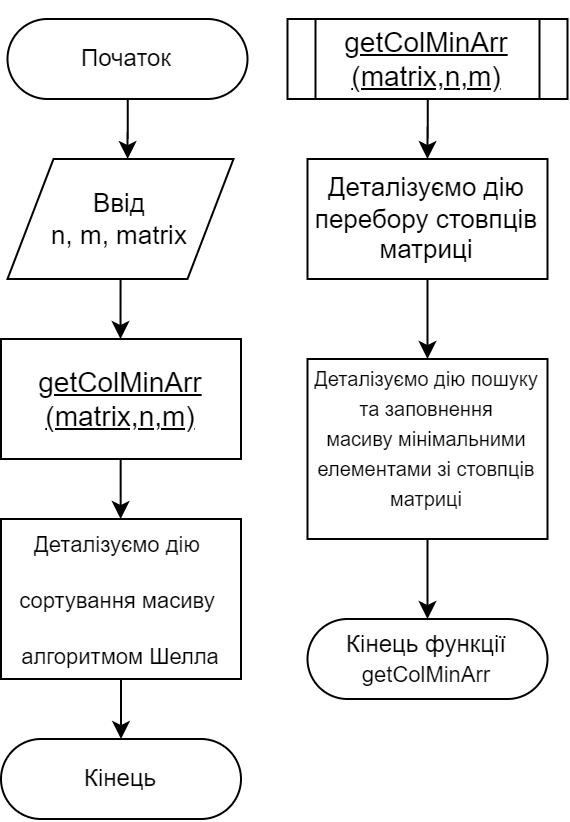 Початок
Ввід
n, m, matrix
getColMinArr
(matrix,n,m)
Деталізуємо дію
сортування масиву
алгоритмом Шелла
Кінець
getColMinArr
(matrix,n,m)
Деталізуємо дію
перебору стовпців
матриці
Деталізуємо дію пошуку
та заповнення
масиву мінімальними
елементами зі стовпців
матриці
Кінець функції
getColMinArr